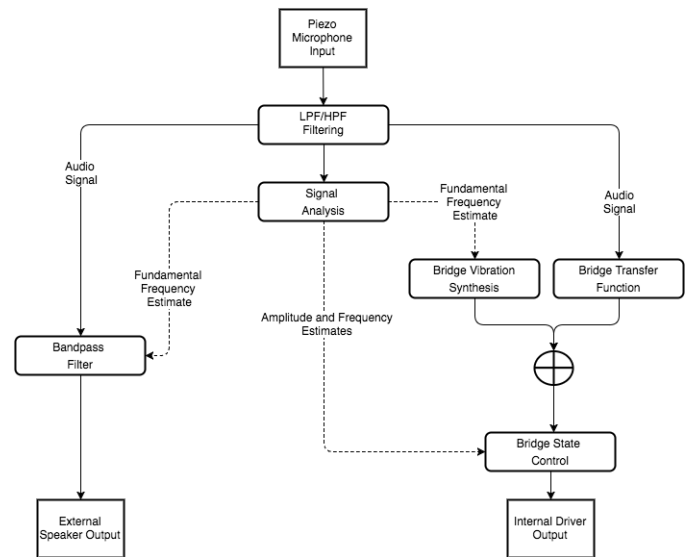 Piezo
Microphone
Input
LPF/HPF
Filtering
Audio
Signal
Signal
Analysis
Fundamental
Frequency
Estimate
Audio
Signal
Fundamental
Frequency
Estimate
Bridge Vibration
Synthesis
Bridge Transfer
Function
Amplitude and Frequency
Estimates
Bandpass
Filter
Bridge State
Control
External
Speaker Output
Internal Driver
Output